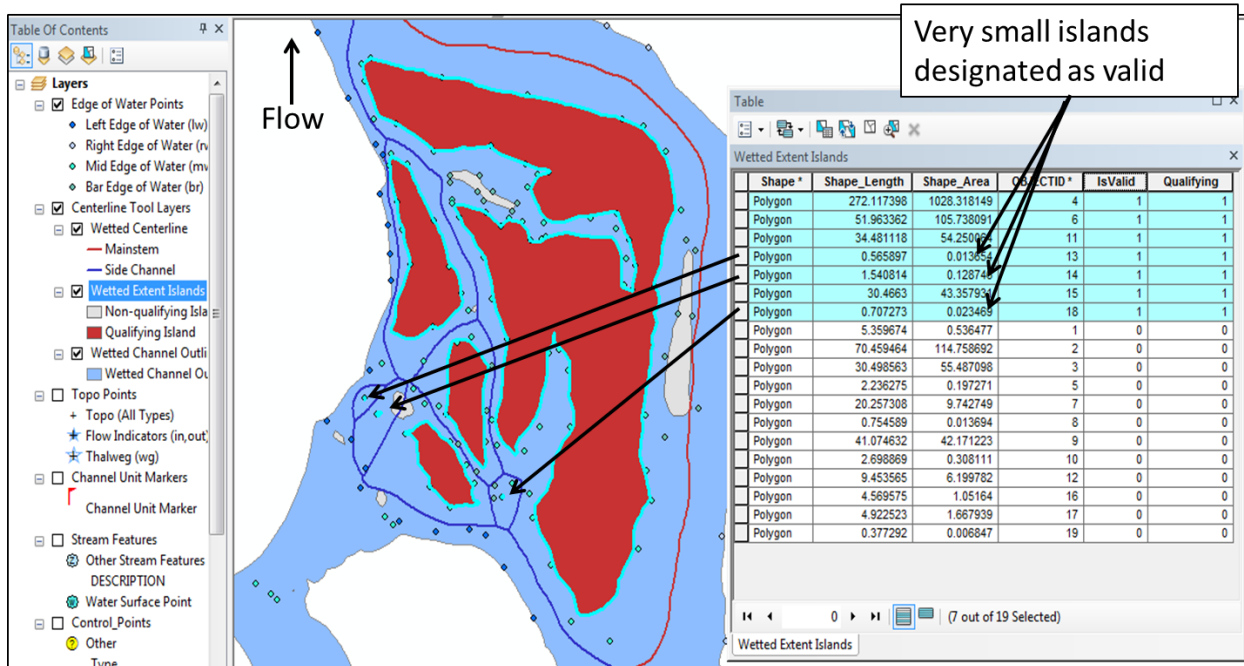 Table Of Contents
Layers
Edge of Water Points
Left Edge of Water (lw)
Right Edge of Water (r
Mid Edge of Water (mv
Bar Edge of Water (br)
Centerline Tool Layers
Wetted Centerline
Mainstem
Side Channel
Wetted Extent Islands
Non-qualifying Isla
Qualifying Island
Wetted Channel Outli
Wetted Channel Ou
Topo Points
Topo (All Types)
Flow Indicators (in,out)
Thalweg (wg)
Channel Unit Markers
Channel Unit Marker
Stream Features
Other Stream Features
DESCRIPTION
Water Surface Point
Control_Points
Other
Type
Flow
Very small islands
designated as valid
Table
Wetted Extent Islands
Shape * Shape_Length Shape_Area OBJECTID * IsValid Qualifying
Polygon 272.117398 1028.318149 4 1 1
Polygon 51.963362 105.738091 6 1 1
Polygon 34.481118 11 1 1
Polygon 0.565897 0.013654 13 1 1
Polygon 1.540814 14 1 1
Polygon 30.4663 43.357931 15 1 1
Polygon 0.707273 0.023469 18 1 1
Polygon 5.359674 0.536477 1 0 0
Polygon 70.459464 114.758692 2 0 0
Polygon 30.498563 55.487098 3 0 0
Polygon 2.236275 0.197271 5 0 0
Polygon 20.257308 9.742749 7 0 0
Polygon 0.754589 0.013694 8 0 0
Polygon 41.074632 42.171223 9 0 0
Polygon 2.698869 0.308111 10 0 0
Polygon 9.453565 6.199782 12 0 0
Polygon 4.569575 1.05164 16 0 0
Polygon 4.922523 1.667939 17 0 0
Polygon 0.377292 0.006847 19 0 0
0 (7 out of 19 Selected)
Wetted Extent Islands